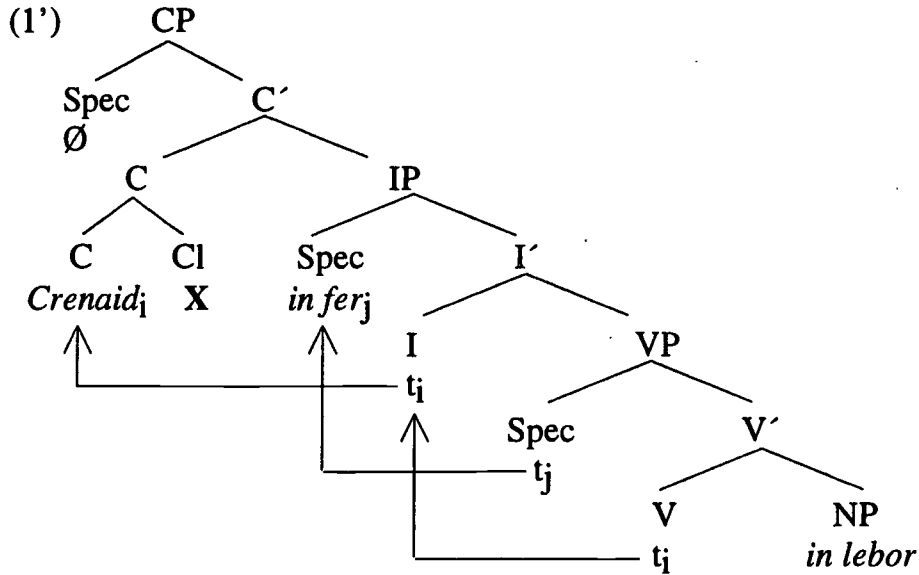 (1') CP
Spec C´
Ø
C IP
C Cl Spec I´
Crenaidi X in ferj
I VP
ti
Spec V´
tj
V NP
ti in lebor